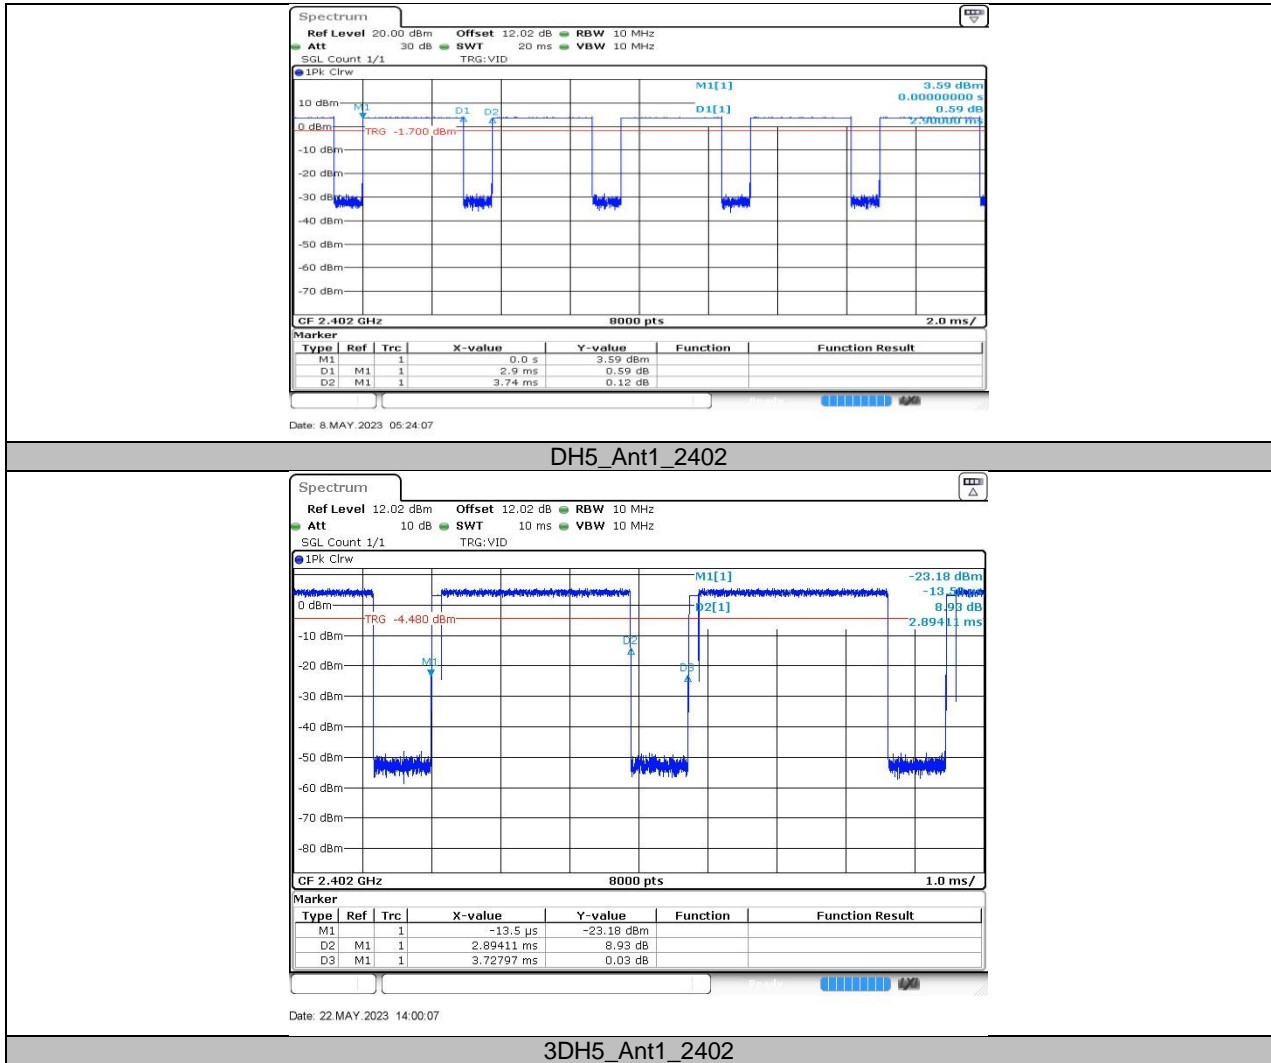 Spectrum
Ref Level 20.00 dBm Offset 12.02 dB RBW 10 MHz
Att 30 dB SWT 20 ms VBW 10 MHz
SGL Count 1/1 TRG:VID
1Pk Clrw
M1[1] 3.59 dBm
0.00000000 s
10 dBm
M1 D1 D2 D1[1] 0.59 dB
2.90000 ms
0 dBm
TRG -1.700 dBm
-10 dBm
-20 dBm
-30 dBm
-40 dBm
-50 dBm
-60 dBm
-70 dBm
CF 2.402 GHz 8000 pts 2.0 ms/
Marker
Type Ref Trc X-value Y-value Function Function Result
M1 1 0.0 s 3.59 dBm
D1 M1 1 2.9 ms 0.59 dB
D2 M1 1 3.74 ms 0.12 dB
Date: 8.MAY.2023 05:24:07
DH5_Ant1_2402
Spectrum
Ref Level 12.02 dBm Offset 12.02 dB RBW 10 MHz
Att 10 dB SWT 10 ms VBW 10 MHz
SGL Count 1/1 TRG:VID
1Pk Clrw
M1[1] -23.18 dBm
0 dBm D2[1] 8.93 dB
TRG -4.480 dBm 2.89411 ms
-10 dBm
D2
-20 dBm M1 D3
-30 dBm
-40 dBm
-50 dBm
-60 dBm
-70 dBm
-80 dBm
CF 2.402 GHz 8000 pts 1.0 ms/
Marker
Type Ref Trc X-value Y-value Function Function Result
M1 1 -13.5 µs -23.18 dBm
D2 M1 1 2.89411 ms 8.93 dB
D3 M1 1 3.72797 ms 0.03 dB
Ready
Date: 22.MAY.2023 14:00:07
3DH5_Ant1_2402